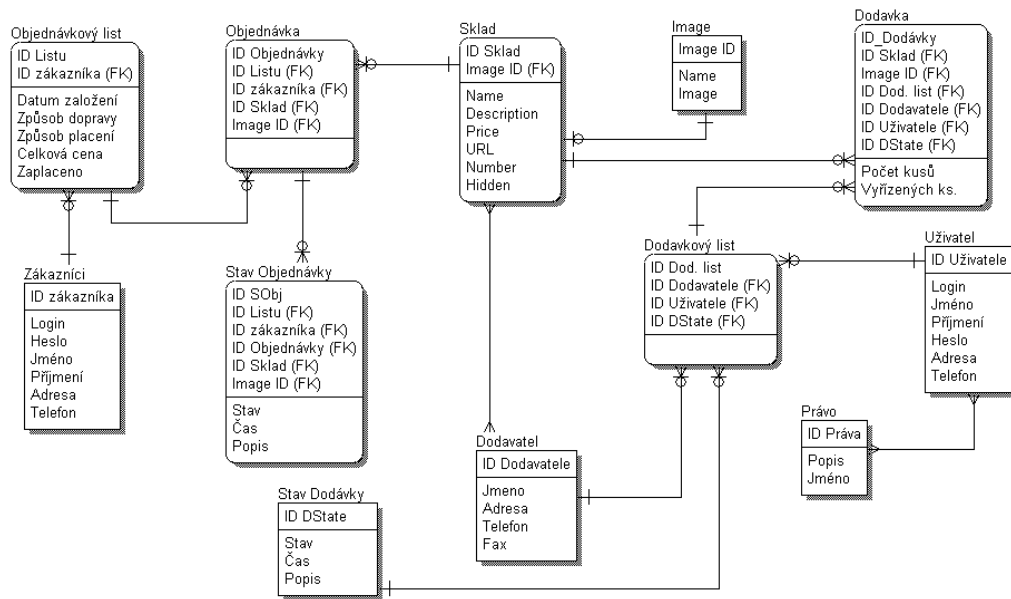 Objednávkový list
ID Listu
ID zákazníka (FK)
Datum založení
Způsob dopravy
Způsob placení
Celková cena
Zaplaceno
Objednávka
ID Objednávky
ID Listu (FK)
ID zákazníka (FK)
ID Sklad (FK)
Image ID (FK)
Sklad
ID Sklad
Image ID (FK)
Name
Description
Price
URL
Number
Hidden
Image
Image ID
Name
Image
Dodavka
ID_Dodávky
ID Sklad (FK)
Image ID (FK)
ID Dod. list (FK)
ID Dodavatele (FK)
ID Uživatele (FK)
ID DState (FK)
Počet kusů
Vyřízených ks.
Zákazníci
ID zákazníka
Login
Heslo
Jméno
Příjmení
Adresa
Telefon
Stav Objednávky
ID SObj
ID Listu (FK)
ID zákazníka (FK)
ID Objednávky (FK)
ID Sklad (FK)
Image ID (FK)
Stav
Čas
Popis
Dodavkový list
ID Dod. list
ID Dodavatele (FK)
ID Uživatele (FK)
ID DState (FK)
Uživatel
ID Uživatele
Login
Jméno
Příjmení
Heslo
Adresa
Telefon
Právo
ID Práva
Popis
Jméno
Dodavatel
ID Dodavatele
Jmeno
Adresa
Telefon
Fax
Stav Dodávky
ID DState
Stav
Čas
Popis